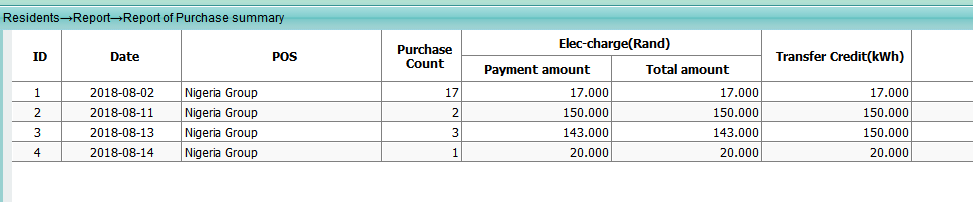 Residents→Report→Report of Purchase summary
ID Date POS Purchase Count Elec-charge(Rand) Transfer Credit(kWh)
Payment amount Total amount
1 2018-08-02 Nigeria Group 17 17.000 17.000 17.000
2 2018-08-11 Nigeria Group 2 150.000 150.000 150.000
3 2018-08-13 Nigeria Group 3 143.000 143.000 150.000
4 2018-08-14 Nigeria Group 1 20.000 20.000 20.000